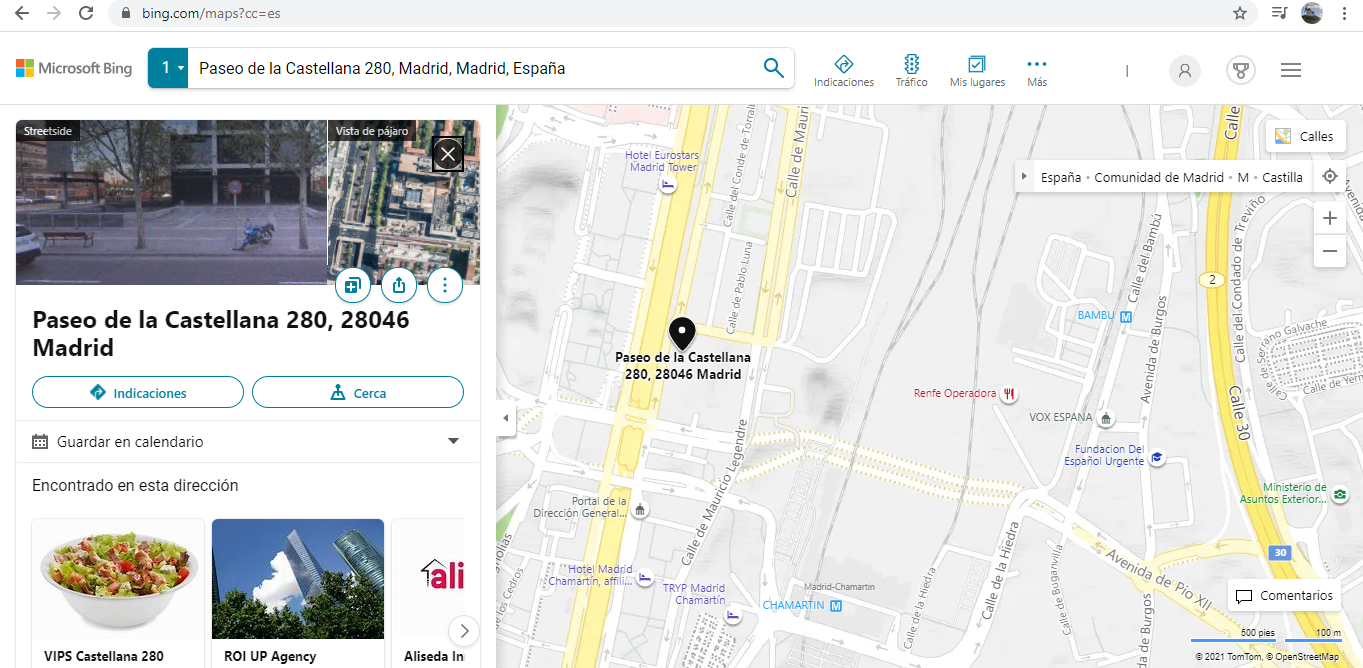 bing.com/maps?cc=es
Microsoft Bing
1
Paseo de la Castellana 280, Madrid, Madrid, España
Indicaciones
Tráfico
Mis lugares
Más
Streetside
Vista de pájaro
Paseo de la Castellana 280, 28046
Madrid
Indicaciones
Cerca
Guardar en calendario
Encontrado en esta dirección
ali
VIPS Castellana 280
ROI UP Agency
Aliseda In
Calles
España • Comunidad de Madrid • M • Castilla
Hotel Eurostars
Madrid Tower
Calle del Conde de Torral
Calle de Mauri
Calle de Pablo Luna
Paseo de la Castellana
280, 28046 Madrid
Calle de Mauricio Legendre
Portal de la
Dirección General...
Hotel Madrid
Chamartín, affili...
TRYP Madrid
Chamartín
Madrid-Chamartin
CHAMARTIN M
Calle de la Hiedra
Calle de la Hiedra
Renfe Operadora
VOX ESPANA
Fundacion Del
Español Urgente
BAMBU M
Calle del Bambú
Avenida de Burgos
Calle
2
Calle del Condado de Treviño
Calle de Serrano Galvache
Calle de Yem
Calle 30
Ministerio de
Asuntos Exterior...
30
Avenida de Pío XII
Calle de Buganvilla
Avenida de Burgos
Comentarios
500 pies
100 m
© 2021 TomTom, © OpenStreetMap